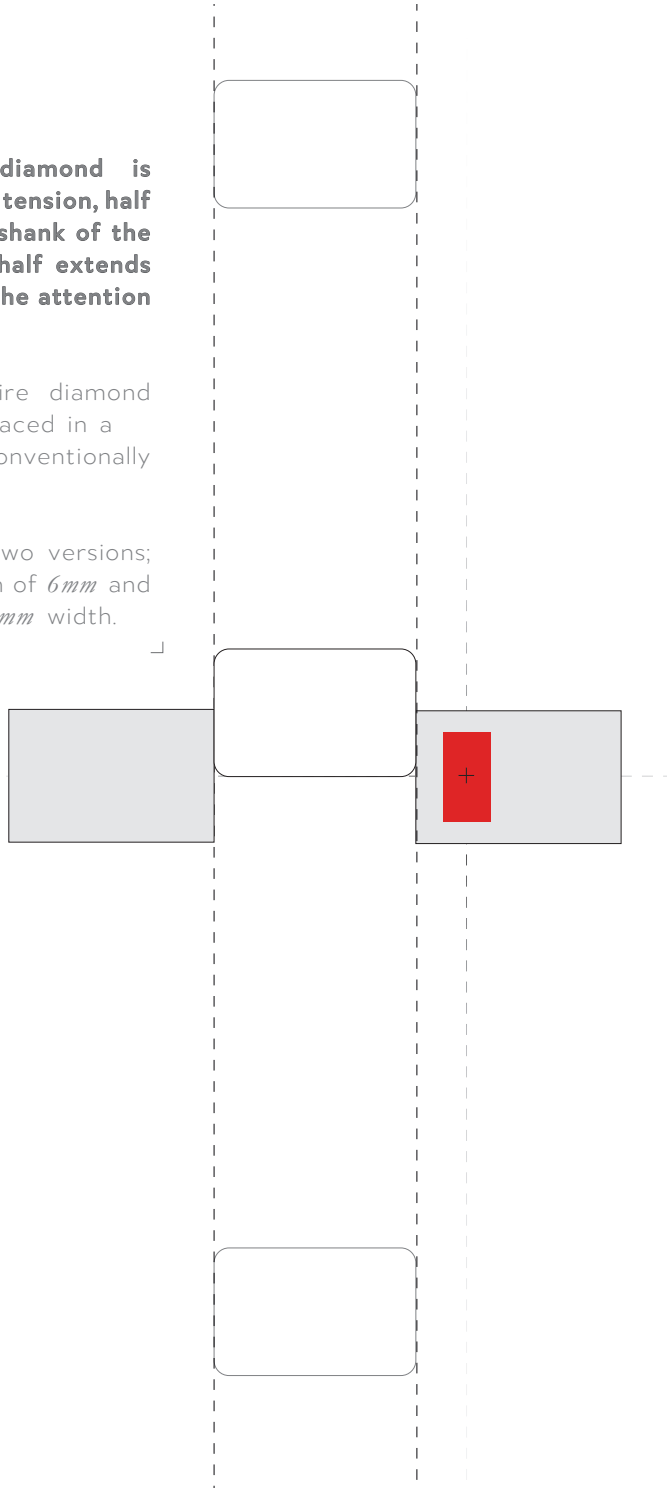 diamond is
tension, half
shank of the
half extends
he attention
ire diamond
aced in a
onventionally
wo versions;
of 6mm and
mm width.